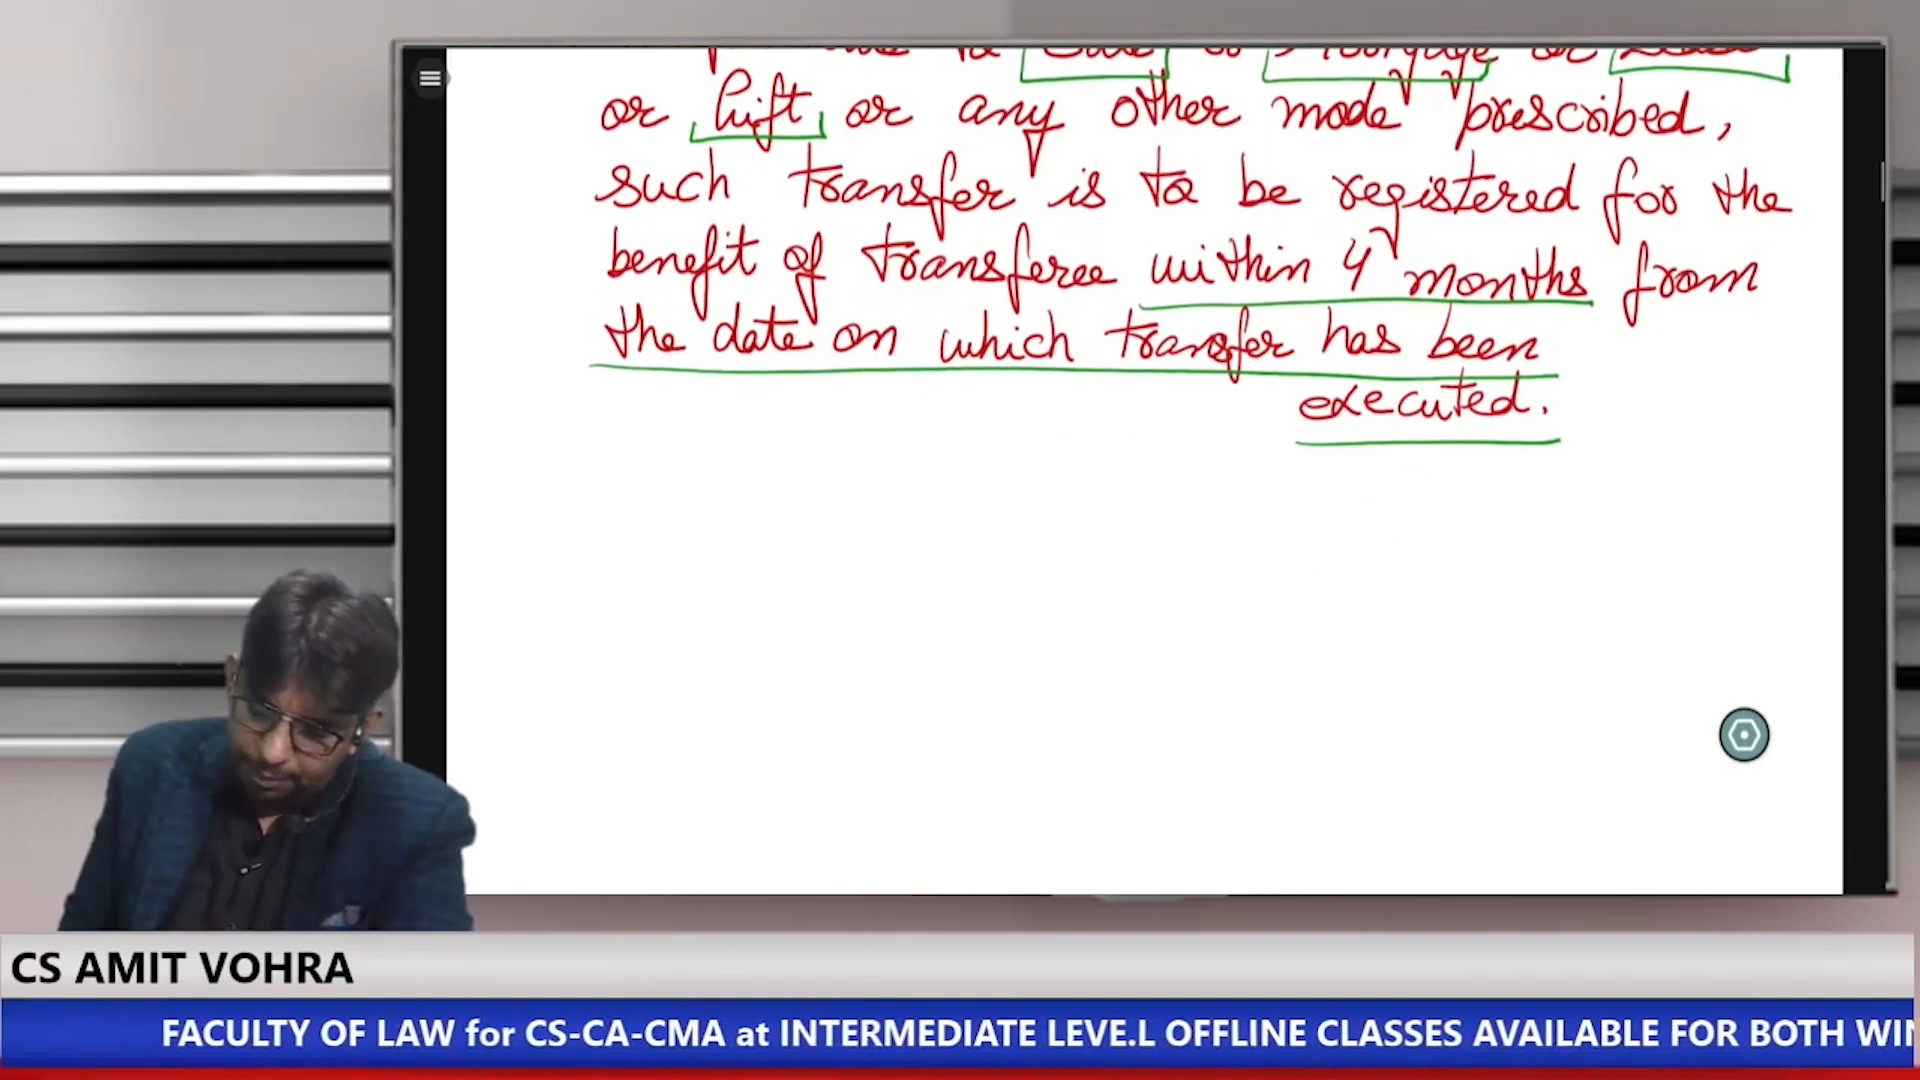 or Gift or any other mode prescribed,
such transfer is to be registered for the
benefit of transferee within 4 months from
the date on which transfer has been
executed.
CS AMIT VOHRA
FACULTY OF LAW for CS-CA-CMA at INTERMEDIATE LEVE.L OFFLINE CLASSES AVAILABLE FOR BOTH WIN